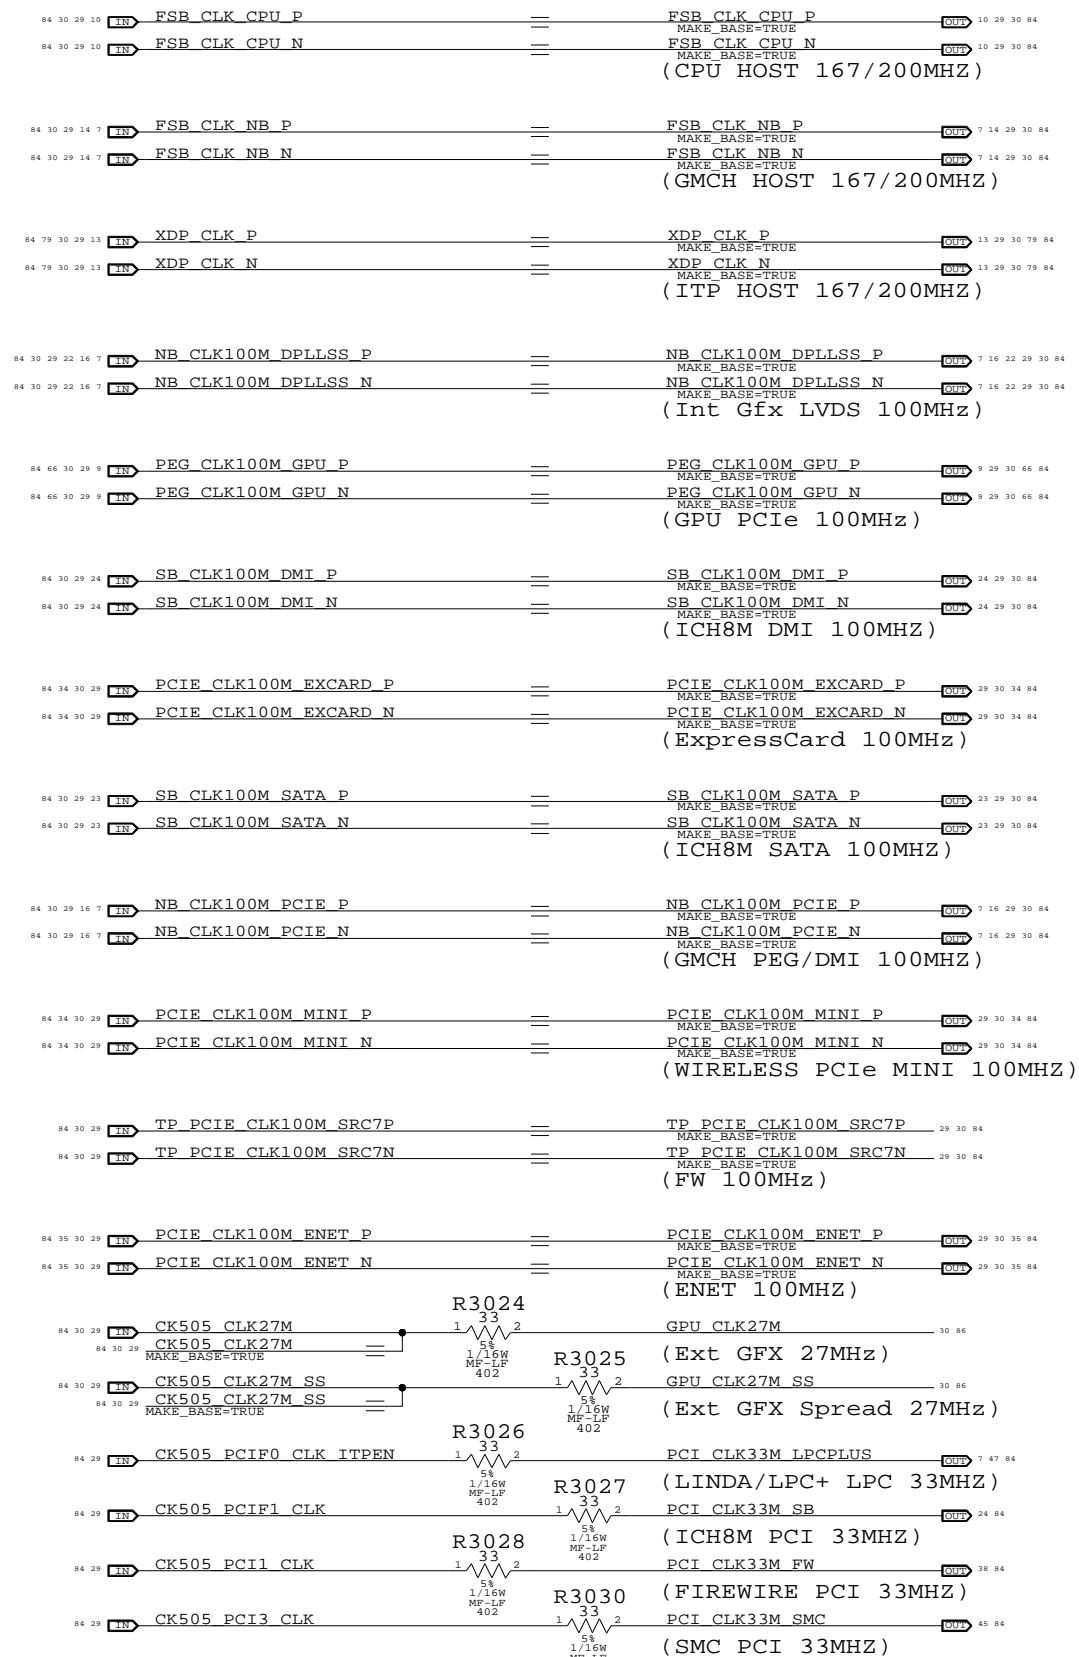 84 30 29 10 IN FSB_CLK_CPU_P FSB_CLK_CPU_P OUT 10 29 30 84
MAKE_BASE=TRUE
84 30 29 10 IN FSB_CLK_CPU_N FSB_CLK_CPU_N OUT 10 29 30 84
MAKE_BASE=TRUE
(CPU HOST 167/200MHZ)
84 30 29 14 7 IN FSB_CLK_NB_P FSB_CLK_NB_P OUT 7 14 29 30 84
MAKE_BASE=TRUE
84 30 29 14 7 IN FSB_CLK_NB_N FSB_CLK_NB_N OUT 7 14 29 30 84
MAKE_BASE=TRUE
(GMCH HOST 167/200MHZ)
84 79 30 29 13 IN XDP_CLK_P XDP_CLK_P OUT 13 29 30 79 84
MAKE_BASE=TRUE
84 79 30 29 13 IN XDP_CLK_N XDP_CLK_N OUT 13 29 30 79 84
MAKE_BASE=TRUE
(ITP HOST 167/200MHZ)
84 30 29 22 16 7 IN NB_CLK100M_DPLLSS_P NB_CLK100M_DPLLSS_P OUT 7 16 22 29 30 84
MAKE_BASE=TRUE
84 30 29 22 16 7 IN NB_CLK100M_DPLLSS_N NB_CLK100M_DPLLSS_N OUT 7 16 22 29 30 84
MAKE_BASE=TRUE
(Int Gfx LVDS 100MHz)
84 66 30 29 9 IN PEG_CLK100M_GPU_P PEG_CLK100M_GPU_P OUT 9 29 30 66 84
MAKE_BASE=TRUE
84 66 30 29 9 IN PEG_CLK100M_GPU_N PEG_CLK100M_GPU_N OUT 9 29 30 66 84
MAKE_BASE=TRUE
(GPU PCIe 100MHz)
84 30 29 24 IN SB_CLK100M_DMI_P SB_CLK100M_DMI_P OUT 24 29 30 84
MAKE_BASE=TRUE
84 30 29 24 IN SB_CLK100M_DMI_N SB_CLK100M_DMI_N OUT 24 29 30 84
MAKE_BASE=TRUE
(ICH8M DMI 100MHZ)
84 34 30 29 IN PCIE_CLK100M_EXCARD_P PCIE_CLK100M_EXCARD_P OUT 29 30 34 84
MAKE_BASE=TRUE
84 34 30 29 IN PCIE_CLK100M_EXCARD_N PCIE_CLK100M_EXCARD_N OUT 29 30 34 84
MAKE_BASE=TRUE
(ExpressCard 100MHz)
84 30 29 23 IN SB_CLK100M_SATA_P SB_CLK100M_SATA_P OUT 23 29 30 84
MAKE_BASE=TRUE
84 30 29 23 IN SB_CLK100M_SATA_N SB_CLK100M_SATA_N OUT 23 29 30 84
MAKE_BASE=TRUE
(ICH8M SATA 100MHZ)
84 30 29 16 7 IN NB_CLK100M_PCIE_P NB_CLK100M_PCIE_P OUT 7 16 29 30 84
MAKE_BASE=TRUE
84 30 29 16 7 IN NB_CLK100M_PCIE_N NB_CLK100M_PCIE_N OUT 7 16 29 30 84
MAKE_BASE=TRUE
(GMCH PEG/DMI 100MHZ)
84 34 30 29 IN PCIE_CLK100M_MINI_P PCIE_CLK100M_MINI_P OUT 29 30 34 84
MAKE_BASE=TRUE
84 34 30 29 IN PCIE_CLK100M_MINI_N PCIE_CLK100M_MINI_N OUT 29 30 34 84
MAKE_BASE=TRUE
(WIRELESS PCIe MINI 100MHZ)
84 30 29 IN TP_PCIE_CLK100M_SRC7P TP_PCIE_CLK100M_SRC7P 29 30 84
MAKE_BASE=TRUE
84 30 29 IN TP_PCIE_CLK100M_SRC7N TP_PCIE_CLK100M_SRC7N 29 30 84
MAKE_BASE=TRUE
(FW 100MHz)
84 35 30 29 IN PCIE_CLK100M_ENET_P PCIE_CLK100M_ENET_P OUT 29 30 35 84
MAKE_BASE=TRUE
84 35 30 29 IN PCIE_CLK100M_ENET_N PCIE_CLK100M_ENET_N OUT 29 30 35 84
MAKE_BASE=TRUE
(ENET 100MHZ)
R3024
33
84 30 29 IN CK505_CLK27M 1 2 GPU_CLK27M 30 86
84 30 29 CK505_CLK27M
MAKE_BASE=TRUE
5%
1/16W
MF-LF
402
(Ext GFX 27MHz)
R3025
33
84 30 29 IN CK505_CLK27M_SS 1 2 GPU_CLK27M_SS 30 86
84 30 29 CK505_CLK27M_SS
MAKE_BASE=TRUE
5%
1/16W
MF-LF
402
(Ext GFX Spread 27MHz)
R3026
33
84 29 IN CK505_PCIF0_CLK_ITPEN 1 2 PCI_CLK33M_LPCPLUS OUT 7 47 84
5%
1/16W
MF-LF
402
(LINDA/LPC+ LPC 33MHZ)
R3027
33
84 29 IN CK505_PCIF1_CLK 1 2 PCI_CLK33M_SB OUT 24 84
5%
1/16W
MF-LF
402
(ICH8M PCI 33MHZ)
R3028
33
84 29 IN CK505_PCI1_CLK 1 2 PCI_CLK33M_FW OUT 38 84
5%
1/16W
MF-LF
402
(FIREWIRE PCI 33MHZ)
R3030
33
84 29 IN CK505_PCI3_CLK 1 2 PCI_CLK33M_SMC OUT 45 84
5%
1/16W
(SMC PCI 33MHZ)